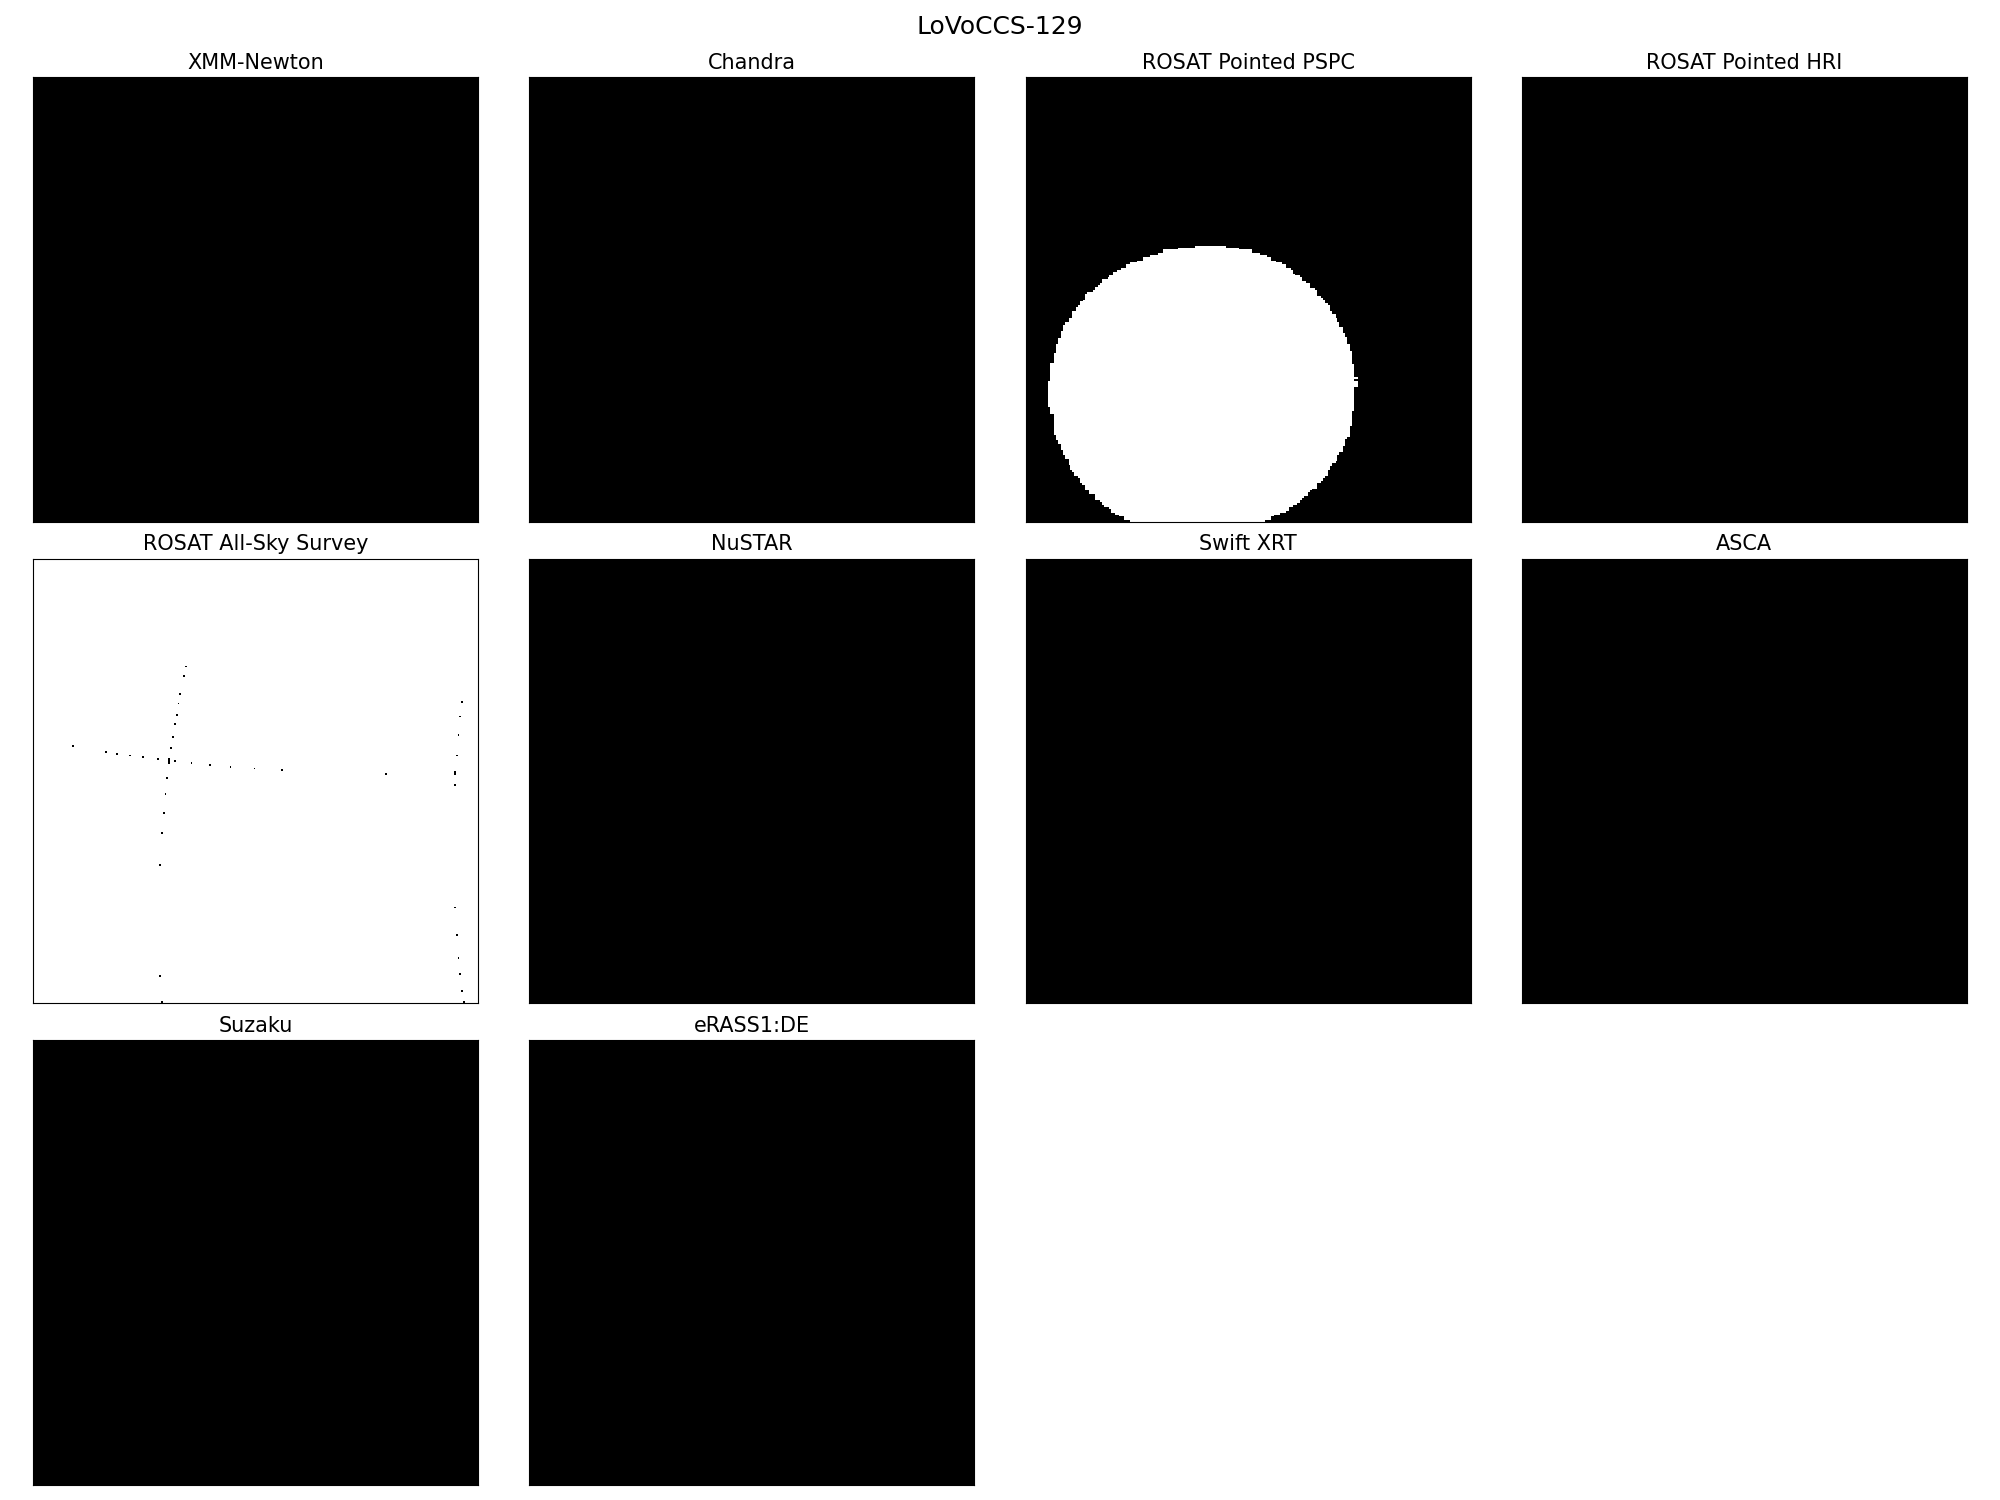 LoVoCCS-129
XMM-Newton
Chandra
ROSAT Pointed PSPC
ROSAT Pointed HRI
ROSAT All-Sky Survey
NuSTAR
Swift XRT
ASCA
Suzaku
eRASS1:DE